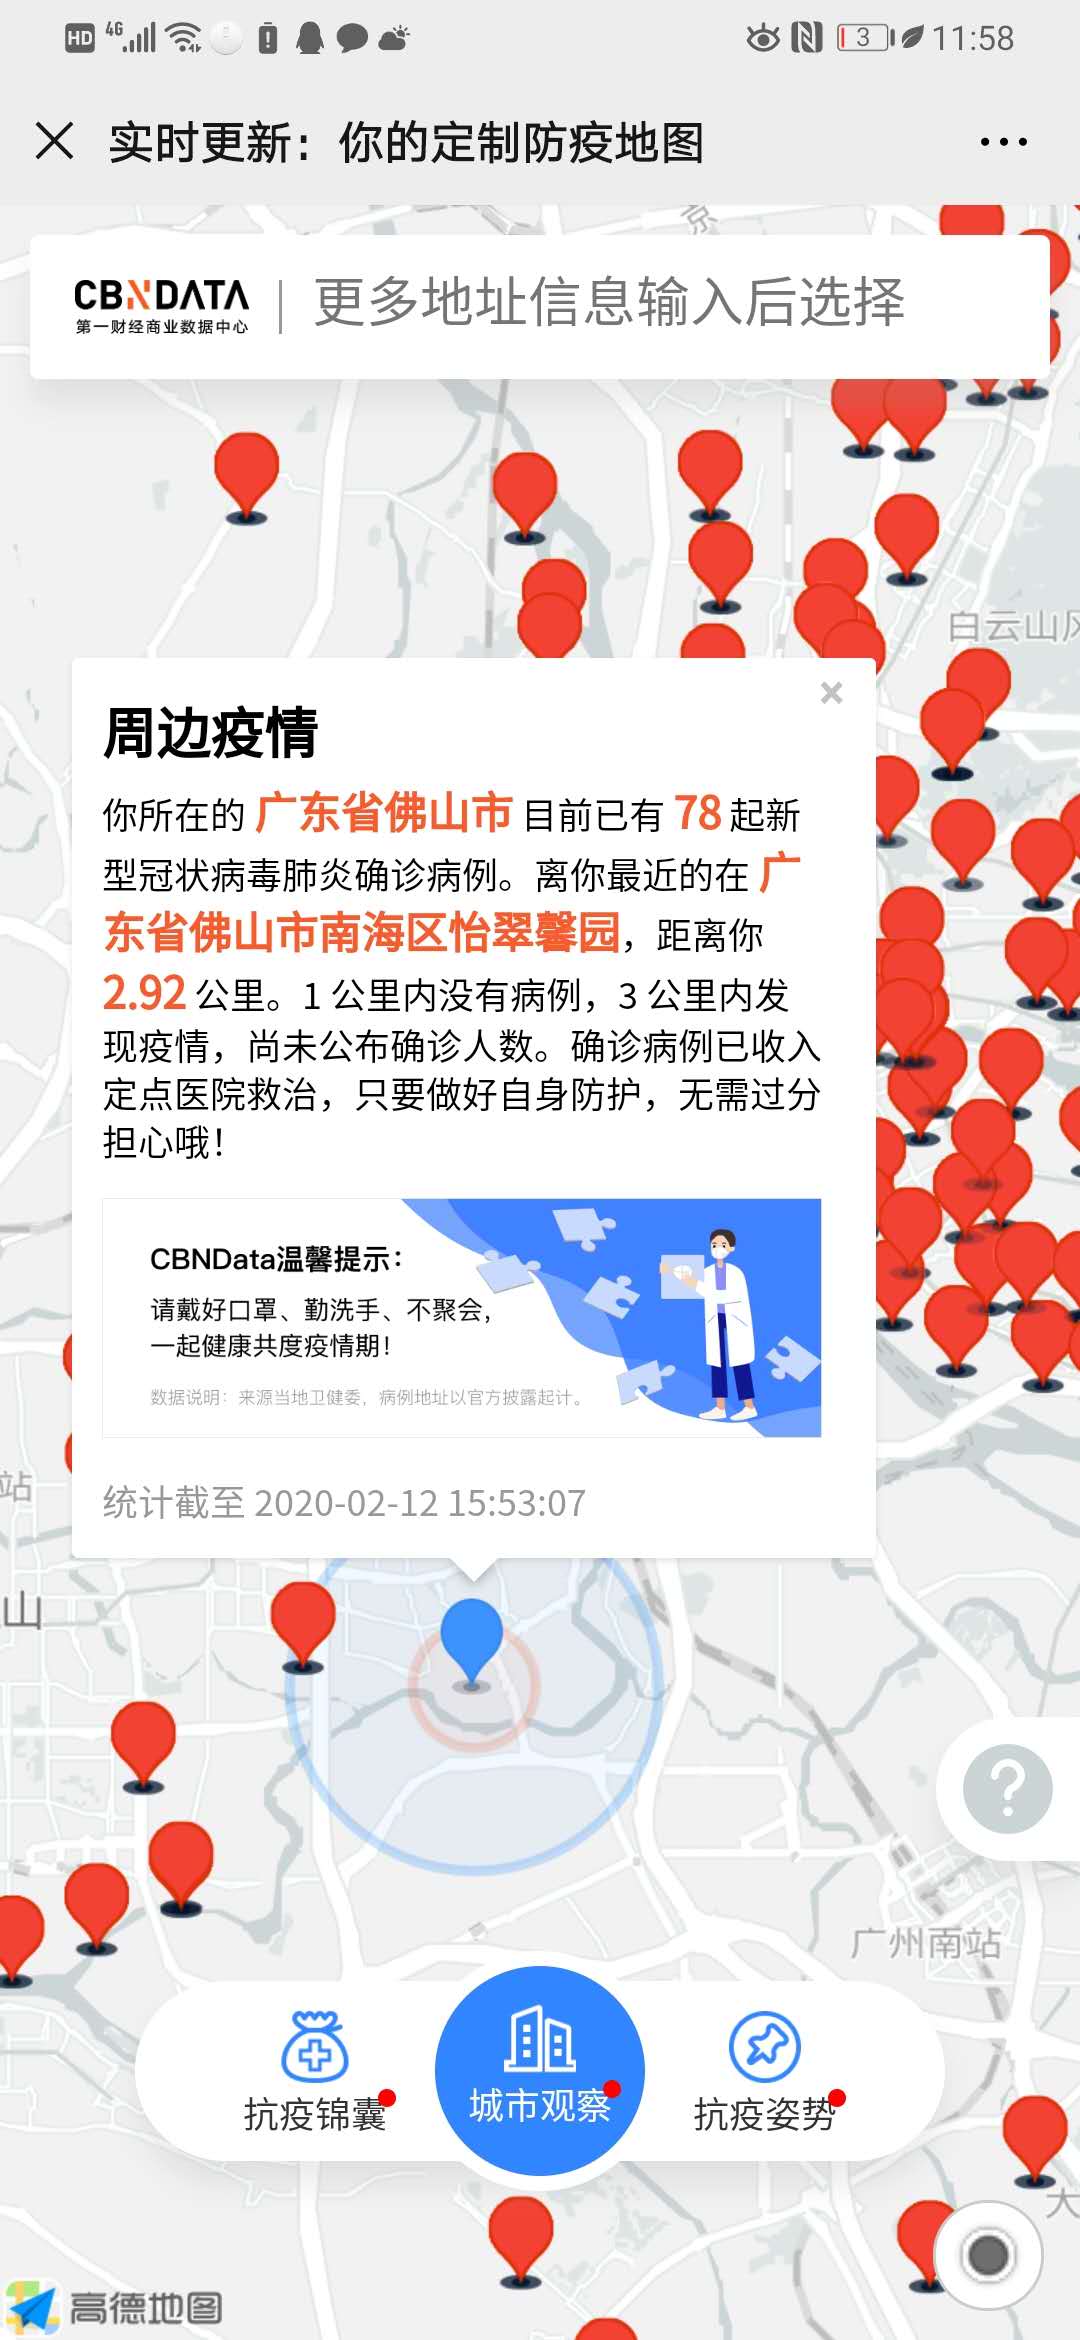 HD 4G 3 11:58
实时更新：你的定制防疫地图
京
CBNDATA
第一财经商业数据中心
更多地址信息输入后选择
白云山风
周边疫情
你所在的 广东省佛山市 目前已有 78 起新
型冠状病毒肺炎确诊病例。离你最近的在 广
东省佛山市南海区怡翠馨园，距离你
2.92 公里。1 公里内没有病例，3 公里内发
现疫情，尚未公布确诊人数。确诊病例已收入
定点医院救治，只要做好自身防护，无需过分
担心哦！
CBNData温馨提示：
请戴好口罩、勤洗手、不聚会，
一起健康共度疫情期！
数据说明：来源当地卫健委，病例地址以官方披露起计。
站
统计截至 2020-02-12 15:53:07
山
广州南站
抗疫锦囊
城市观察
抗疫姿势
大
高德地图